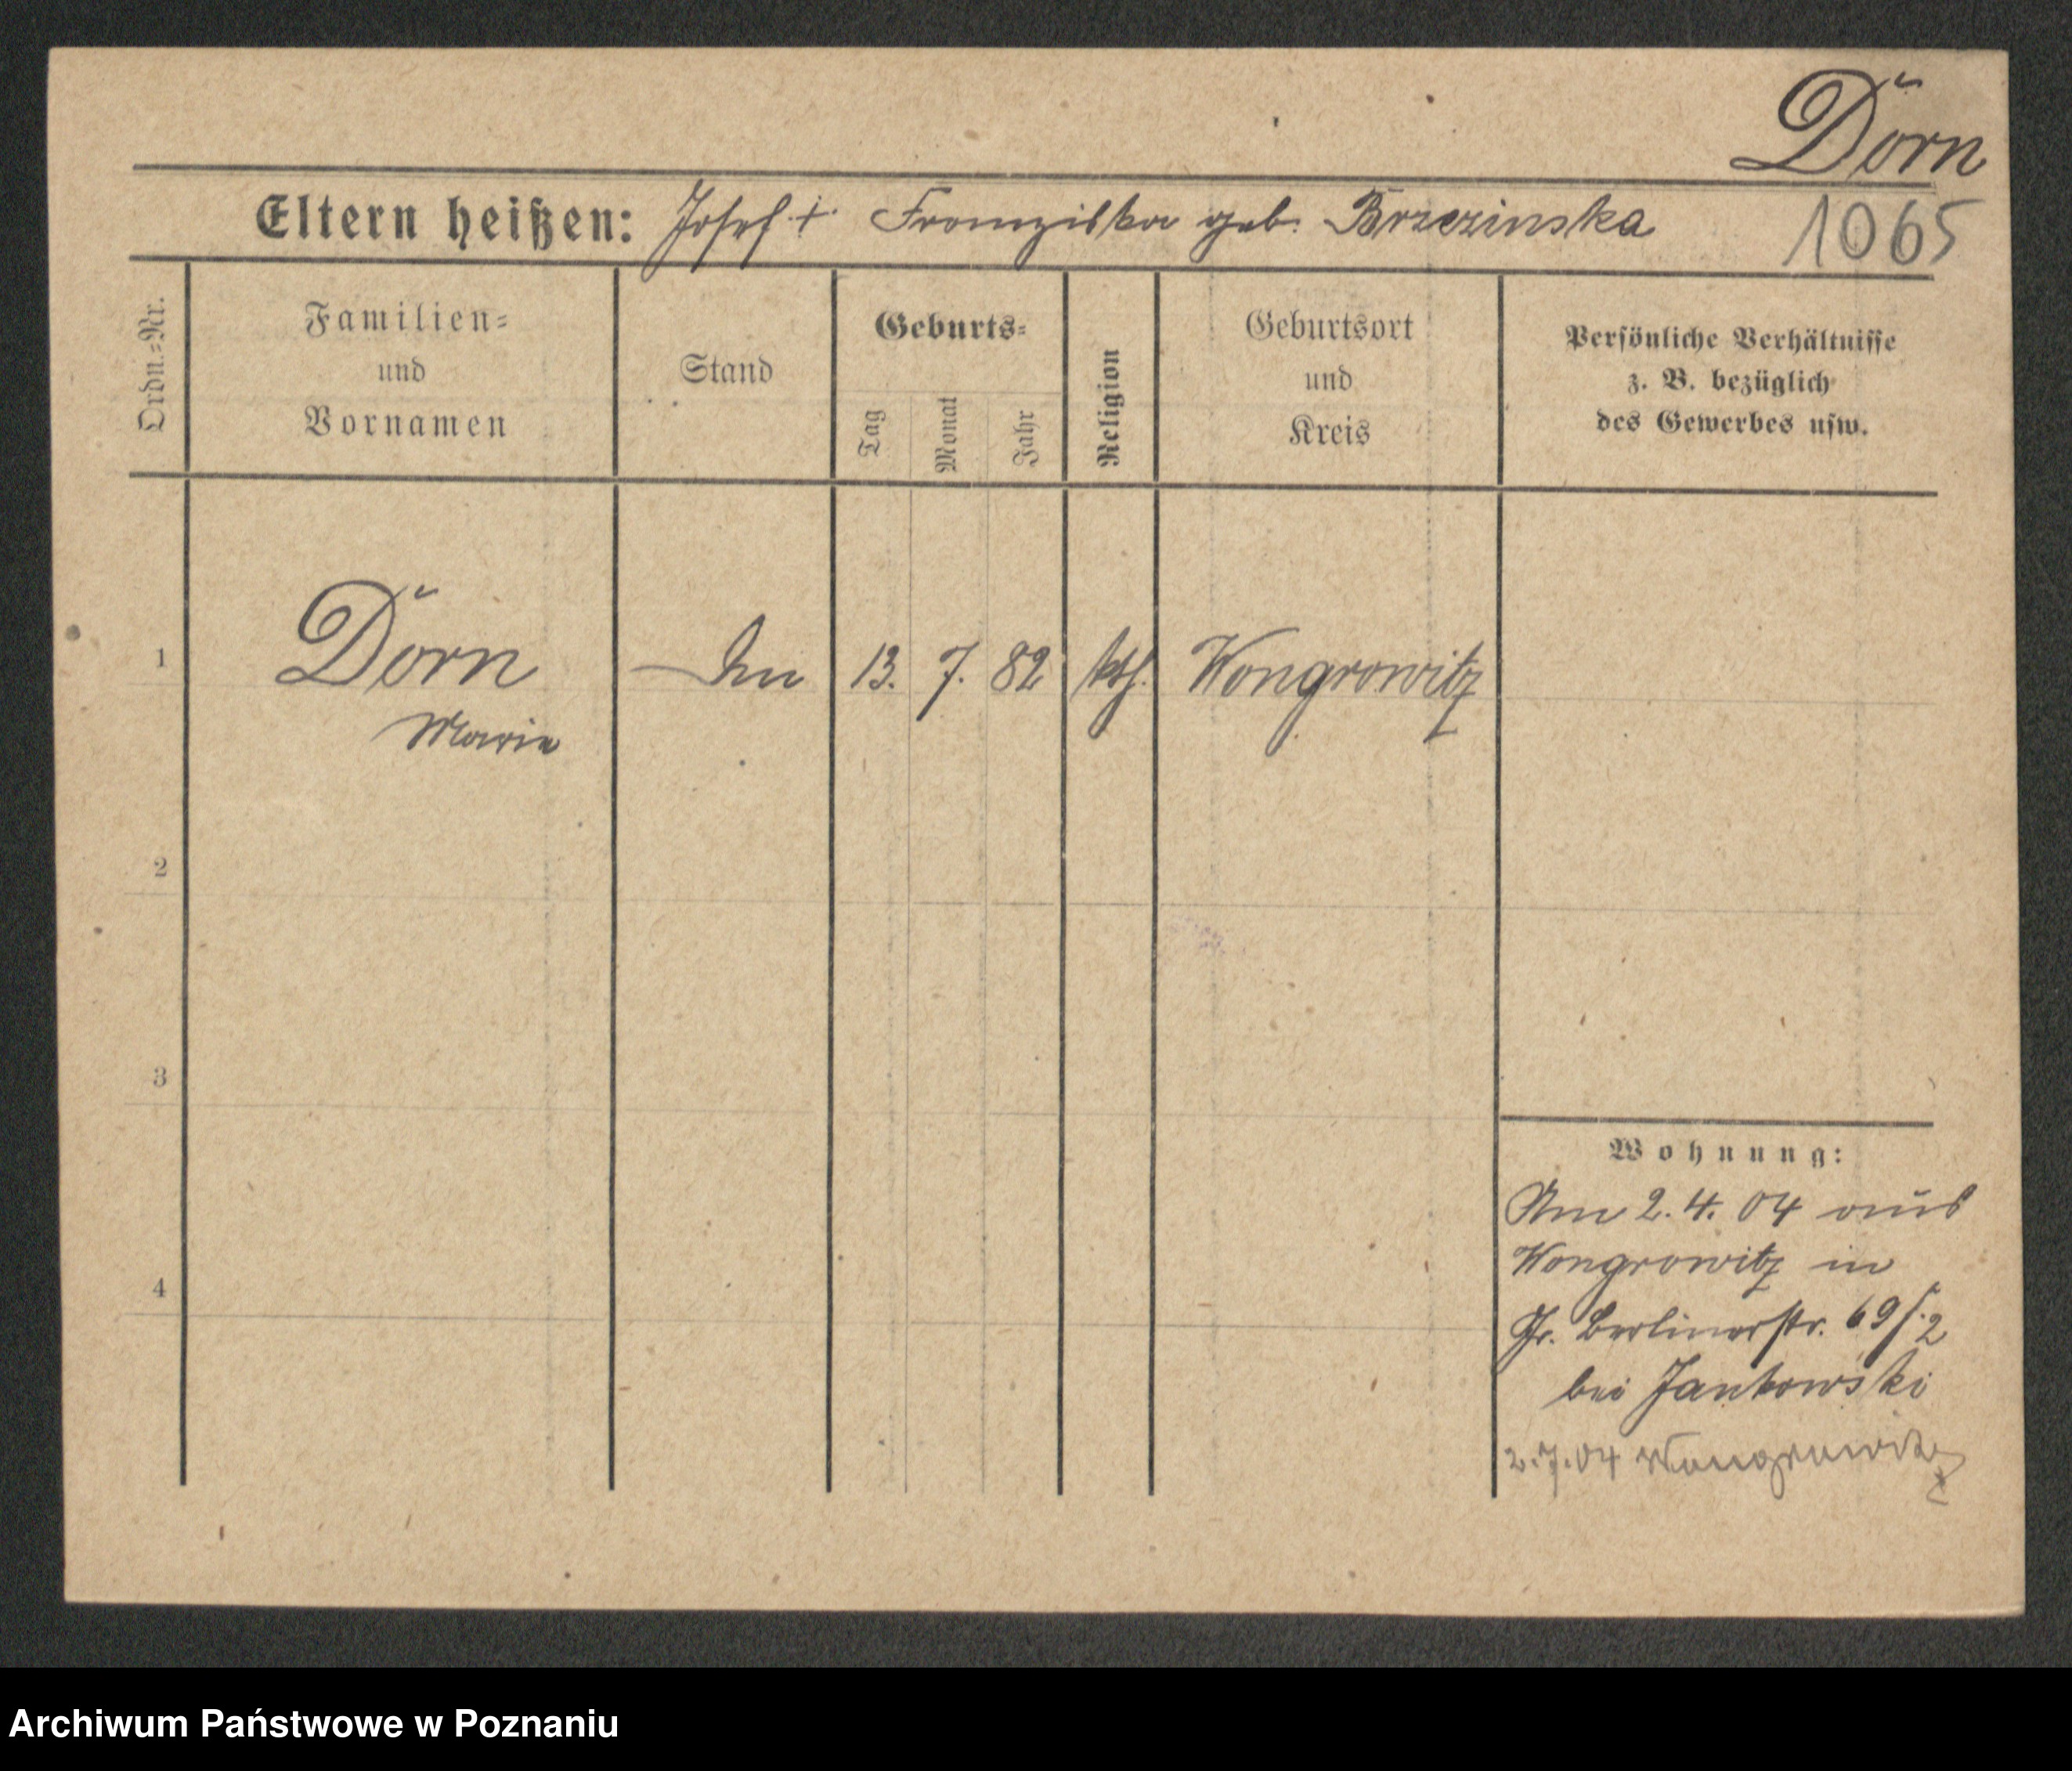 Dörn
Eltern heißen: Josef + Franziska geb. Brzezinska 1065
Ordn.=Nr.
Familien=
und
Vornamen
Stand
Geburts=
Tag
Monat
Jahr
Religion
Geburtsort
und
Kreis
Persönliche Verhältnisse
z. B. bezüglich
des Gewerbes usw.
1 Dörn 13. 7. 82 kth. Wongrowitz
Marie
2
3
4
Wohnung:
Am 2. 4. 04 aus
Wongrowitz in
Gr. Berlinerstr. 69 / 2
bei Jankowski
2.7.04 Wongrowitz
Archiwum Państwowe w Poznaniu